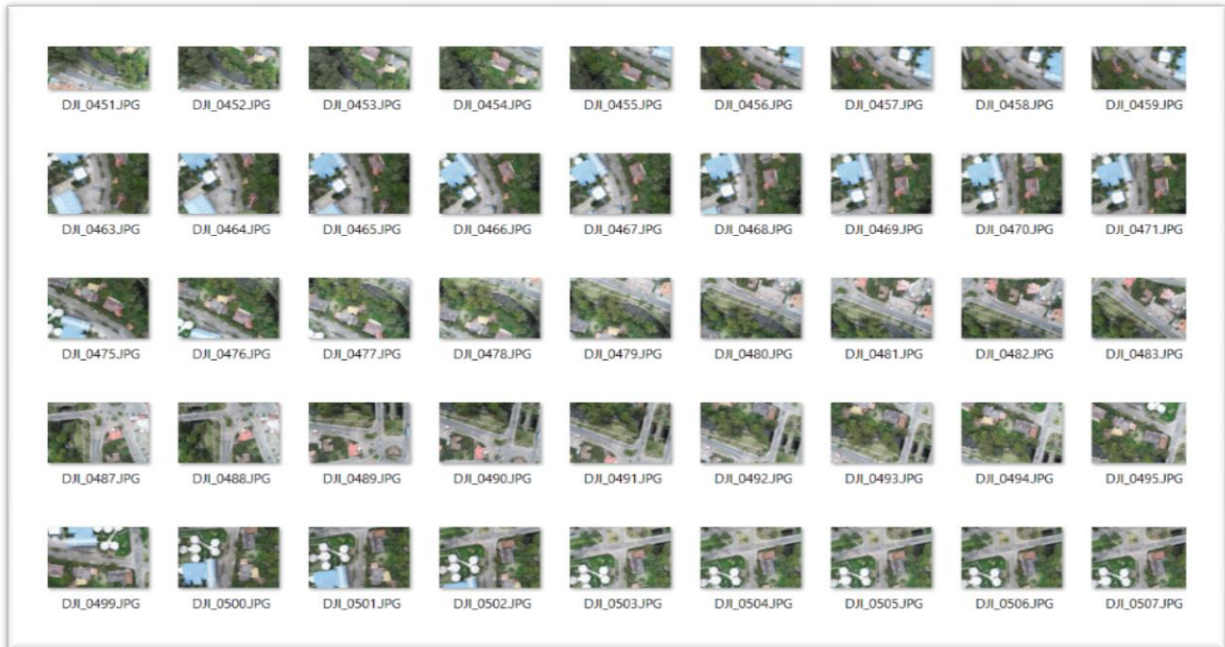 DJI_0451.JPG DJI_0452.JPG DJI_0453.JPG DJI_0454.JPG DJI_0455.JPG DJI_0456.JPG DJI_0457.JPG DJI_0458.JPG DJI_0459.JPG
DJI_0463.JPG DJI_0464.JPG DJI_0465.JPG DJI_0466.JPG DJI_0467.JPG DJI_0468.JPG DJI_0469.JPG DJI_0470.JPG DJI_0471.JPG
DJI_0475.JPG DJI_0476.JPG DJI_0477.JPG DJI_0478.JPG DJI_0479.JPG DJI_0480.JPG DJI_0481.JPG DJI_0482.JPG DJI_0483.JPG
DJI_0487.JPG DJI_0488.JPG DJI_0489.JPG DJI_0490.JPG DJI_0491.JPG DJI_0492.JPG DJI_0493.JPG DJI_0494.JPG DJI_0495.JPG
DJI_0499.JPG DJI_0500.JPG DJI_0501.JPG DJI_0502.JPG DJI_0503.JPG DJI_0504.JPG DJI_0505.JPG DJI_0506.JPG DJI_0507.JPG